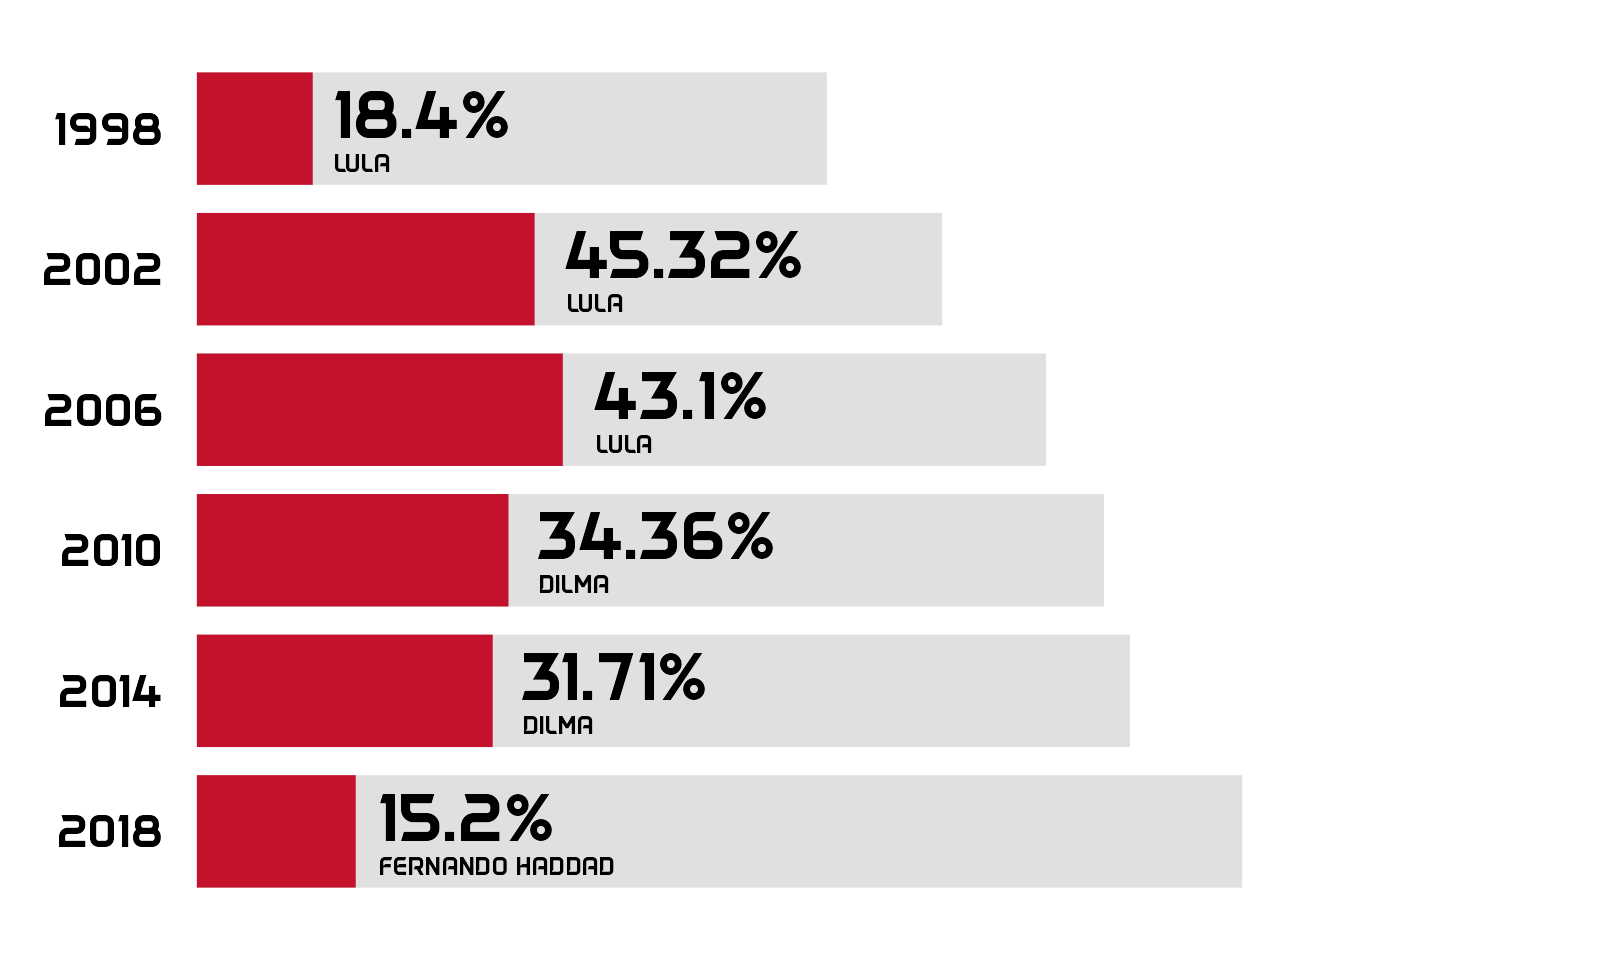 1998
18.4%
LULA
2002
45.32%
LULA
2006
43.1%
LULA
2010
34.36%
DILMA
2014
31.71%
DILMA
2018
15.2%
FERNANDO HADDAD